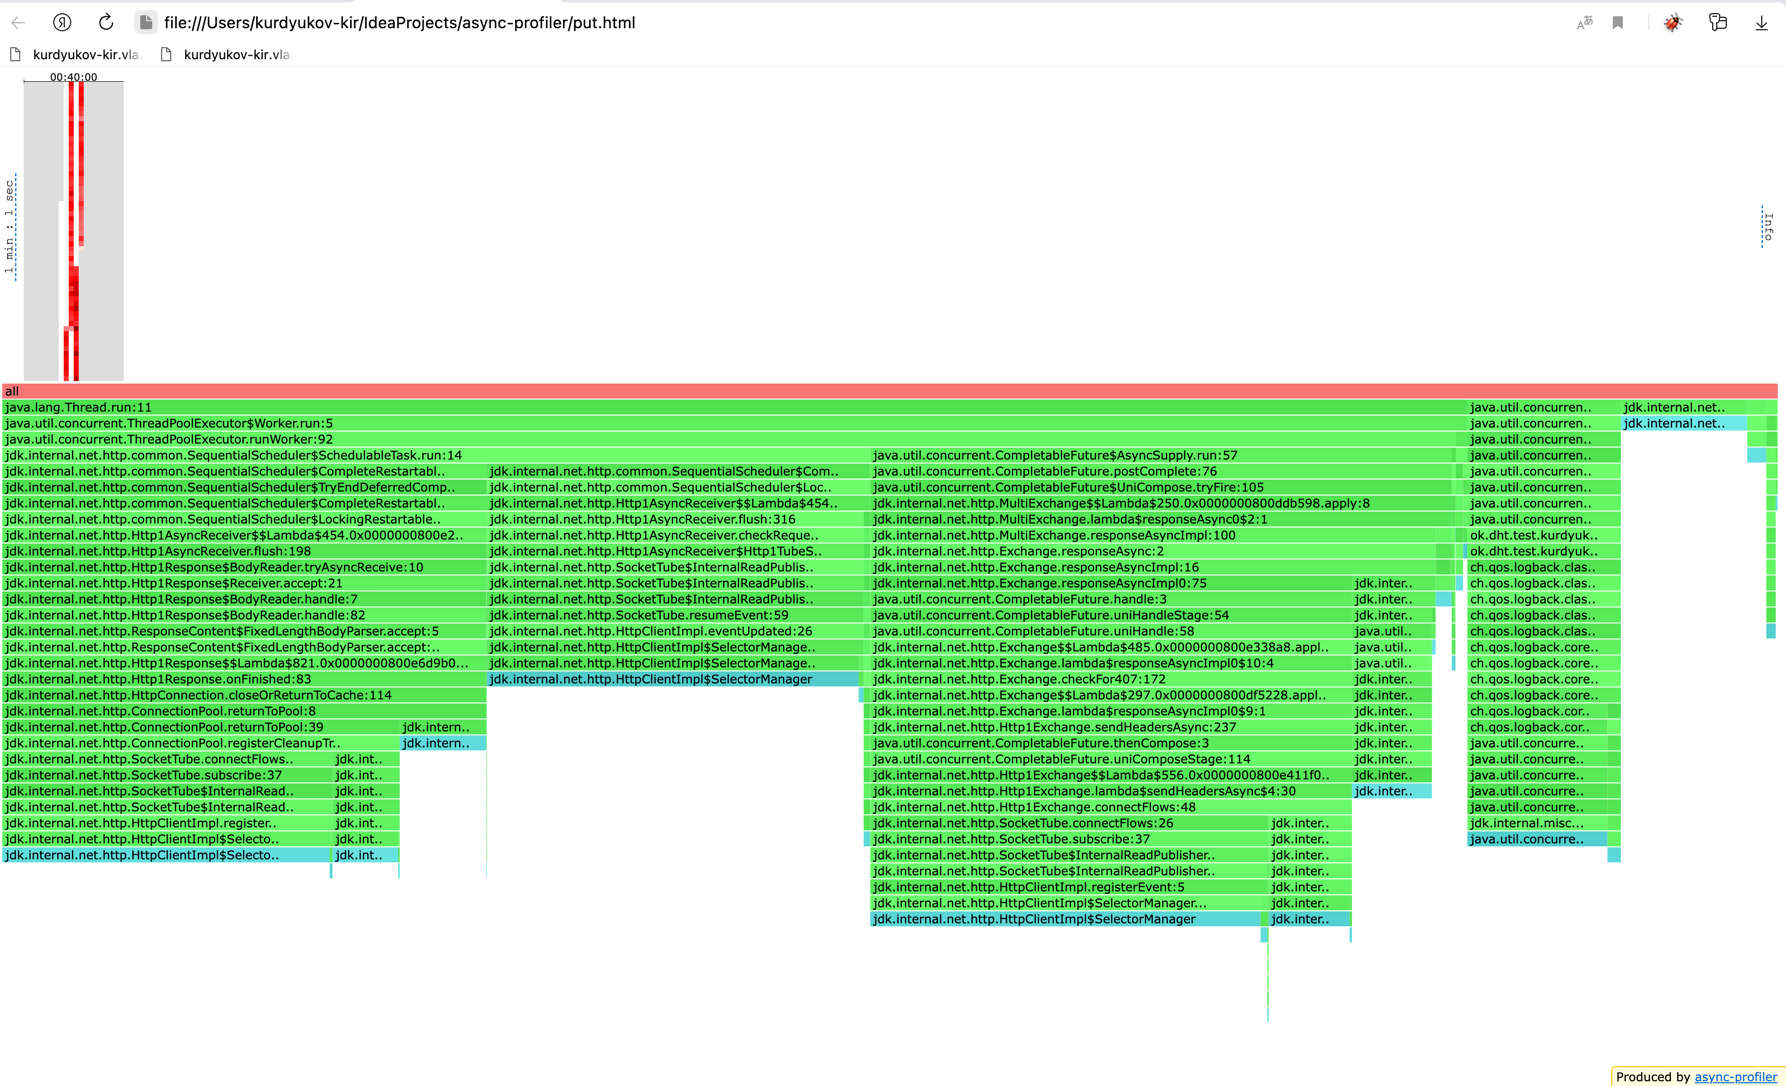 file:///Users/kurdyukov-kir/IdeaProjects/async-profiler/put.html
kurdyukov-kir.vla
kurdyukov-kir.vla
00:40:00
1 min : 1 sec
Info
all
java.lang.Thread.run:11 java.util.concurren.. jdk.internal.net..
java.util.concurrent.ThreadPoolExecutor$Worker.run:5 java.util.concurren.. jdk.internal.net..
java.util.concurrent.ThreadPoolExecutor.runWorker:92 java.util.concurren..
jdk.internal.net.http.common.SequentialScheduler$SchedulableTask.run:14 java.util.concurrent.CompletableFuture$AsyncSupply.run:57 java.util.concurren..
jdk.internal.net.http.common.SequentialScheduler$CompleteRestartabl.. jdk.internal.net.http.common.SequentialScheduler$Com.. java.util.concurrent.CompletableFuture.postComplete:76 java.util.concurren..
jdk.internal.net.http.common.SequentialScheduler$TryEndDeferredComp.. jdk.internal.net.http.common.SequentialScheduler$Loc.. java.util.concurrent.CompletableFuture$UniCompose.tryFire:105 java.util.concurren..
jdk.internal.net.http.common.SequentialScheduler$CompleteRestartabl.. jdk.internal.net.http.Http1AsyncReceiver$$Lambda$454.. jdk.internal.net.http.MultiExchange$$Lambda$250.0x0000000800ddb598.apply:8 java.util.concurren..
jdk.internal.net.http.common.SequentialScheduler$LockingRestartable.. jdk.internal.net.http.Http1AsyncReceiver.flush:316 jdk.internal.net.http.MultiExchange.lambda$responseAsync0$2:1 java.util.concurren..
jdk.internal.net.http.Http1AsyncReceiver$$Lambda$454.0x0000000800e2.. jdk.internal.net.http.Http1AsyncReceiver.checkReque.. jdk.internal.net.http.MultiExchange.responseAsyncImpl:100 ok.dht.test.kurdyuk..
jdk.internal.net.http.Http1AsyncReceiver.flush:198 jdk.internal.net.http.Http1AsyncReceiver$Http1TubeS.. jdk.internal.net.http.Exchange.responseAsync:2 ok.dht.test.kurdyuk..
jdk.internal.net.http.Http1Response$BodyReader.tryAsyncReceive:10 jdk.internal.net.http.SocketTube$InternalReadPublis.. jdk.internal.net.http.Exchange.responseAsyncImpl:16 ch.qos.logback.clas..
jdk.internal.net.http.Http1Response$Receiver.accept:21 jdk.internal.net.http.SocketTube$InternalReadPublis.. jdk.internal.net.http.Exchange.responseAsyncImpl0:75 jdk.inter.. ch.qos.logback.clas..
jdk.internal.net.http.Http1Response$BodyReader.handle:7 jdk.internal.net.http.SocketTube$InternalReadPublis.. java.util.concurrent.CompletableFuture.handle:3 jdk.inter.. ch.qos.logback.clas..
jdk.internal.net.http.Http1Response$BodyReader.handle:82 jdk.internal.net.http.SocketTube.resumeEvent:59 java.util.concurrent.CompletableFuture.uniHandleStage:54 jdk.inter.. ch.qos.logback.clas..
jdk.internal.net.http.ResponseContent$FixedLengthBodyParser.accept:5 jdk.internal.net.http.HttpClientImpl.eventUpdated:26 java.util.concurrent.CompletableFuture.uniHandle:58 java.util.. ch.qos.logback.clas..
jdk.internal.net.http.ResponseContent$FixedLengthBodyParser.accept:.. jdk.internal.net.http.HttpClientImpl$SelectorManage.. jdk.internal.net.http.Exchange$$Lambda$485.0x0000000800e338a8.appl.. java.util.. ch.qos.logback.core..
jdk.internal.net.http.Http1Response$$Lambda$821.0x0000000800e6d9b0... jdk.internal.net.http.HttpClientImpl$SelectorManage.. jdk.internal.net.http.Exchange.lambda$responseAsyncImpl0$10:4 java.util.. ch.qos.logback.core..
jdk.internal.net.http.Http1Response.onFinished:83 jdk.internal.net.http.HttpClientImpl$SelectorManager jdk.internal.net.http.Exchange.checkFor407:172 jdk.inter.. ch.qos.logback.core..
jdk.internal.net.http.HttpConnection.closeOrReturnToCache:114 jdk.internal.net.http.Exchange$$Lambda$297.0x0000000800df5228.appl.. jdk.inter.. ch.qos.logback.core..
jdk.internal.net.http.ConnectionPool.returnToPool:8 jdk.internal.net.http.Exchange.lambda$responseAsyncImpl0$9:1 jdk.inter.. ch.qos.logback.cor..
jdk.internal.net.http.ConnectionPool.returnToPool:39 jdk.intern.. jdk.internal.net.http.Http1Exchange.sendHeadersAsync:237 jdk.inter.. ch.qos.logback.cor..
jdk.internal.net.http.ConnectionPool.registerCleanupTr.. jdk.intern.. java.util.concurrent.CompletableFuture.thenCompose:3 jdk.inter.. java.util.concurre..
jdk.internal.net.http.SocketTube.connectFlows.. jdk.int.. java.util.concurrent.CompletableFuture.uniComposeStage:114 jdk.inter.. java.util.concurre..
jdk.internal.net.http.SocketTube.subscribe:37 jdk.int.. jdk.internal.net.http.Http1Exchange$$Lambda$556.0x0000000800e411f0.. jdk.inter.. java.util.concurre..
jdk.internal.net.http.SocketTube$InternalRead.. jdk.int.. jdk.internal.net.http.Http1Exchange.lambda$sendHeadersAsync$4:30 jdk.inter.. java.util.concurre..
jdk.internal.net.http.SocketTube$InternalRead.. jdk.int.. jdk.internal.net.http.Http1Exchange.connectFlows:48 java.util.concurre..
jdk.internal.net.http.HttpClientImpl.register.. jdk.int.. jdk.internal.net.http.SocketTube.connectFlows:26 jdk.inter.. jdk.internal.misc...
jdk.internal.net.http.HttpClientImpl$Selecto.. jdk.int.. jdk.internal.net.http.SocketTube.subscribe:37 jdk.inter.. java.util.concurre..
jdk.internal.net.http.HttpClientImpl$Selecto.. jdk.int.. jdk.internal.net.http.SocketTube$InternalReadPublisher.. jdk.inter..
jdk.internal.net.http.SocketTube$InternalReadPublisher.. jdk.inter..
jdk.internal.net.http.HttpClientImpl.registerEvent:5 jdk.inter..
jdk.internal.net.http.HttpClientImpl$SelectorManager... jdk.inter..
jdk.internal.net.http.HttpClientImpl$SelectorManager jdk.inter..
Produced by async-profiler